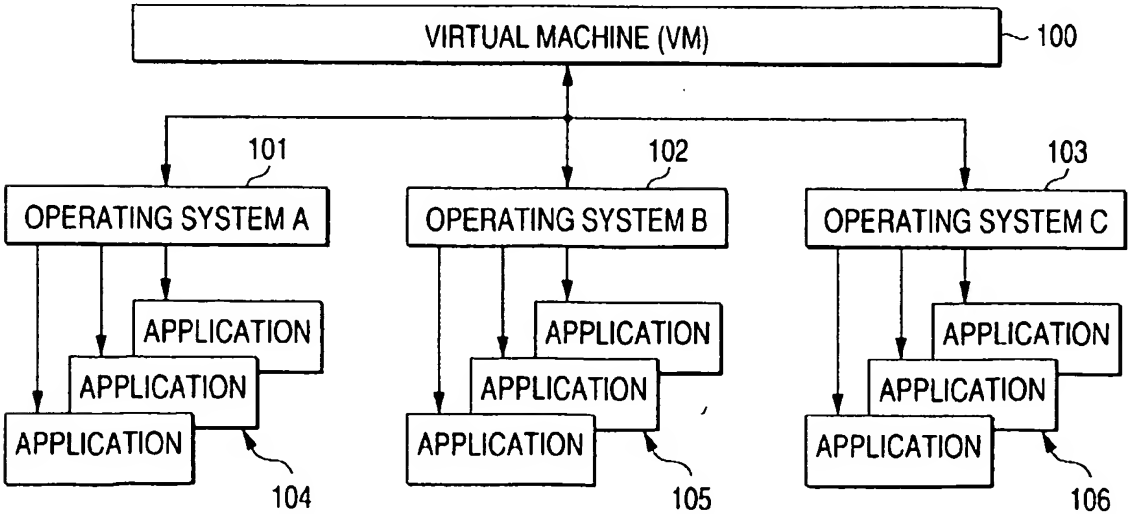 VIRTUAL MACHINE (VM)
100
101
102
103
OPERATING SYSTEM A
OPERATING SYSTEM B
OPERATING SYSTEM C
APPLICATION
APPLICATION
APPLICATION
APPLICATION
APPLICATION
APPLICATION
APPLICATION
APPLICATION
APPLICATION
104
105
106